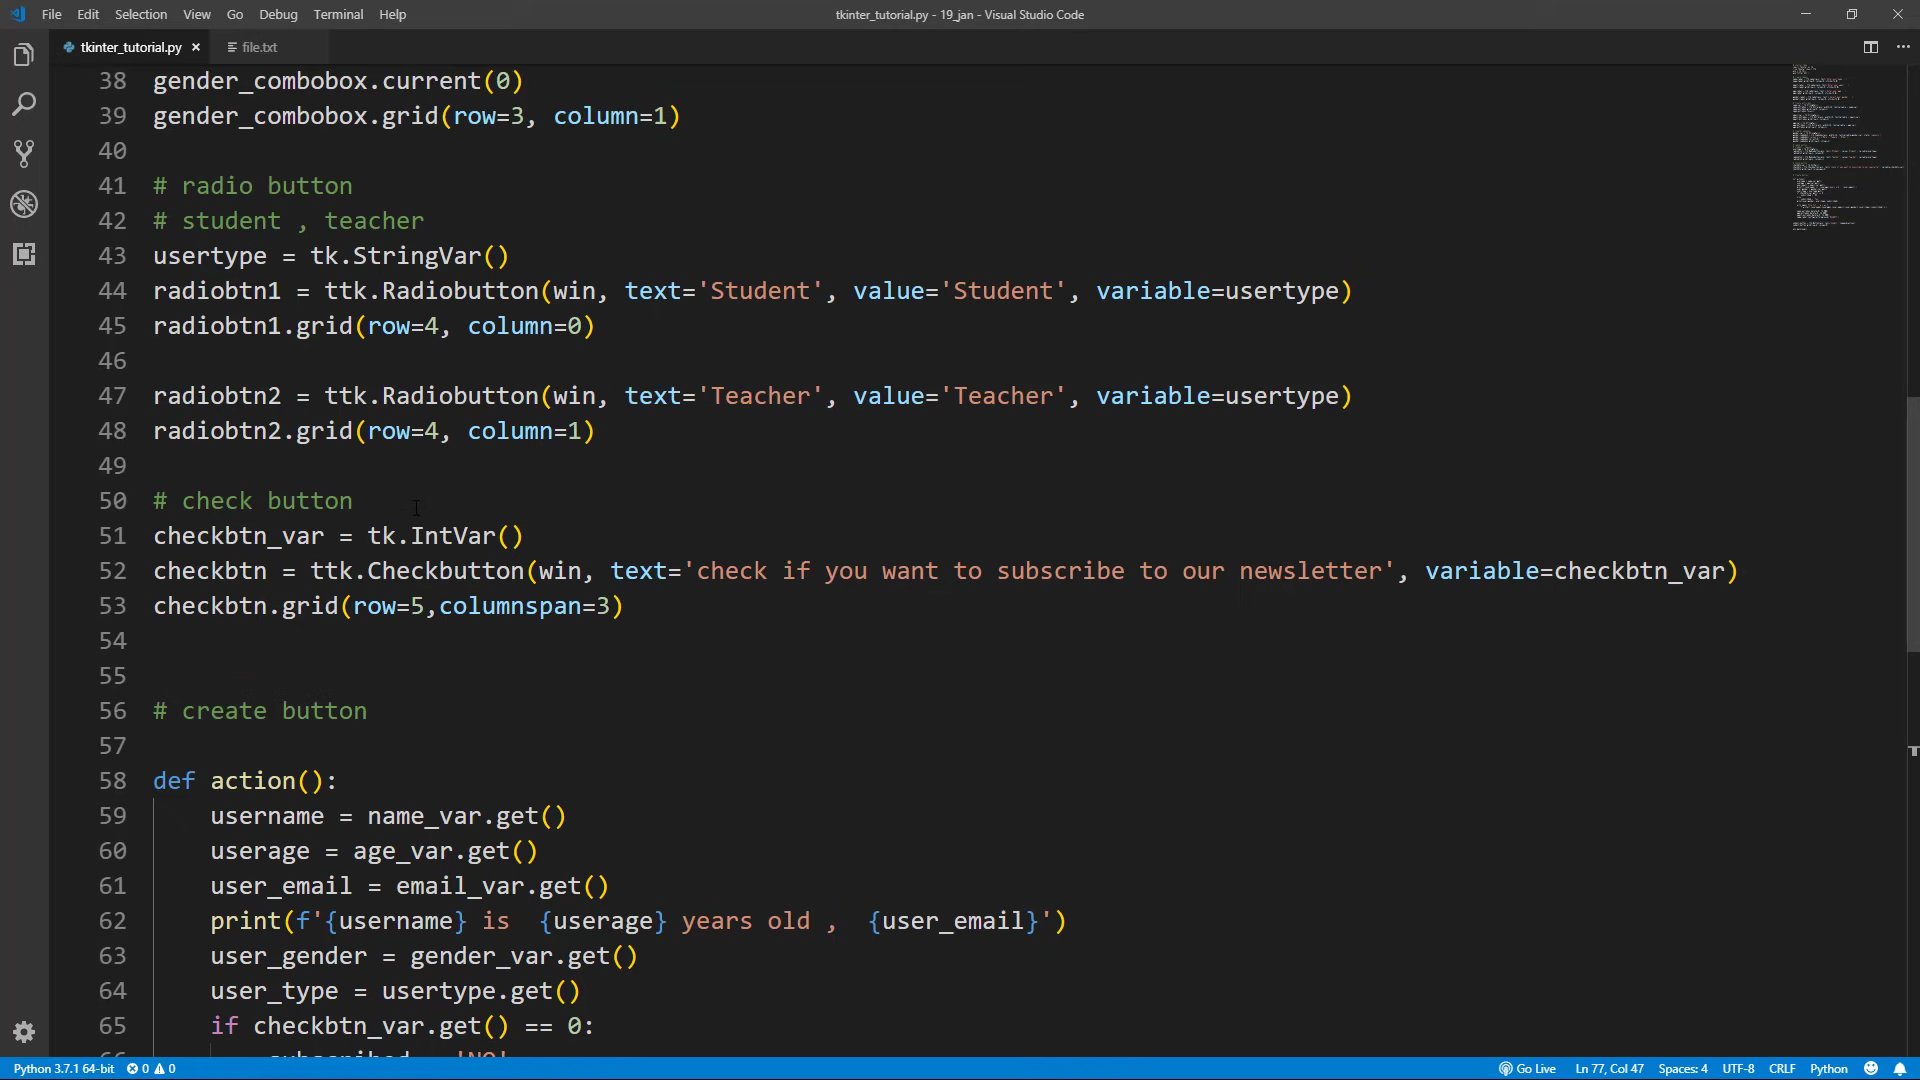 File Edit Selection View Go Debug Terminal Help tkinter_tutorial.py - 19_jan - Visual Studio Code
tkinter_tutorial.py × file.txt
38 gender_combobox.current(0)
39 gender_combobox.grid(row=3, column=1)
40
41 # radio button
42 # student , teacher
43 usertype = tk.StringVar()
44 radiobtn1 = ttk.Radiobutton(win, text='Student', value='Student', variable=usertype)
45 radiobtn1.grid(row=4, column=0)
46
47 radiobtn2 = ttk.Radiobutton(win, text='Teacher', value='Teacher', variable=usertype)
48 radiobtn2.grid(row=4, column=1)
49
50 # check button
51 checkbtn_var = tk.IntVar()
52 checkbtn = ttk.Checkbutton(win, text='check if you want to subscribe to our newsletter', variable=checkbtn_var)
53 checkbtn.grid(row=5,columnspan=3)
54
55
56 # create button
57
58 def action():
59     username = name_var.get()
60     userage = age_var.get()
61     user_email = email_var.get()
62     print(f'{username} is  {userage} years old ,  {user_email}')
63     user_gender = gender_var.get()
64     user_type = usertype.get()
65     if checkbtn_var.get() == 0:
Python 3.7.1 64-bit 0 0 Go Live Ln 77, Col 47 Spaces: 4 UTF-8 CRLF Python